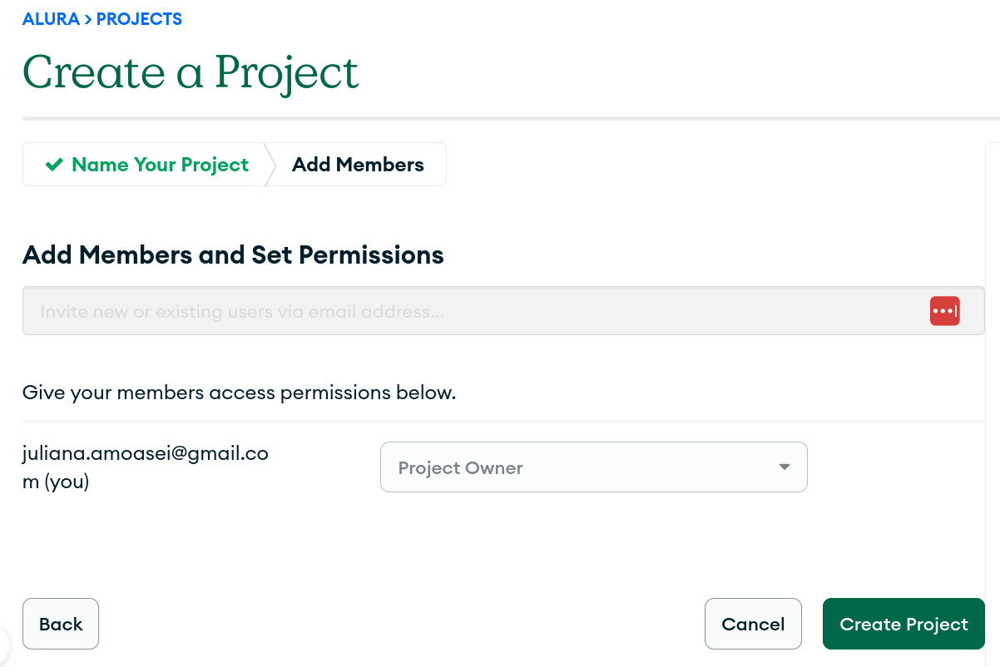 ALURA > PROJECTS
Create a Project
Name Your Project
Add Members
Add Members and Set Permissions
Invite new or existing users via email address...
Give your members access permissions below.
juliana.amoasei@gmail.co
m (you)
Project Owner
Back
Cancel
Create Project